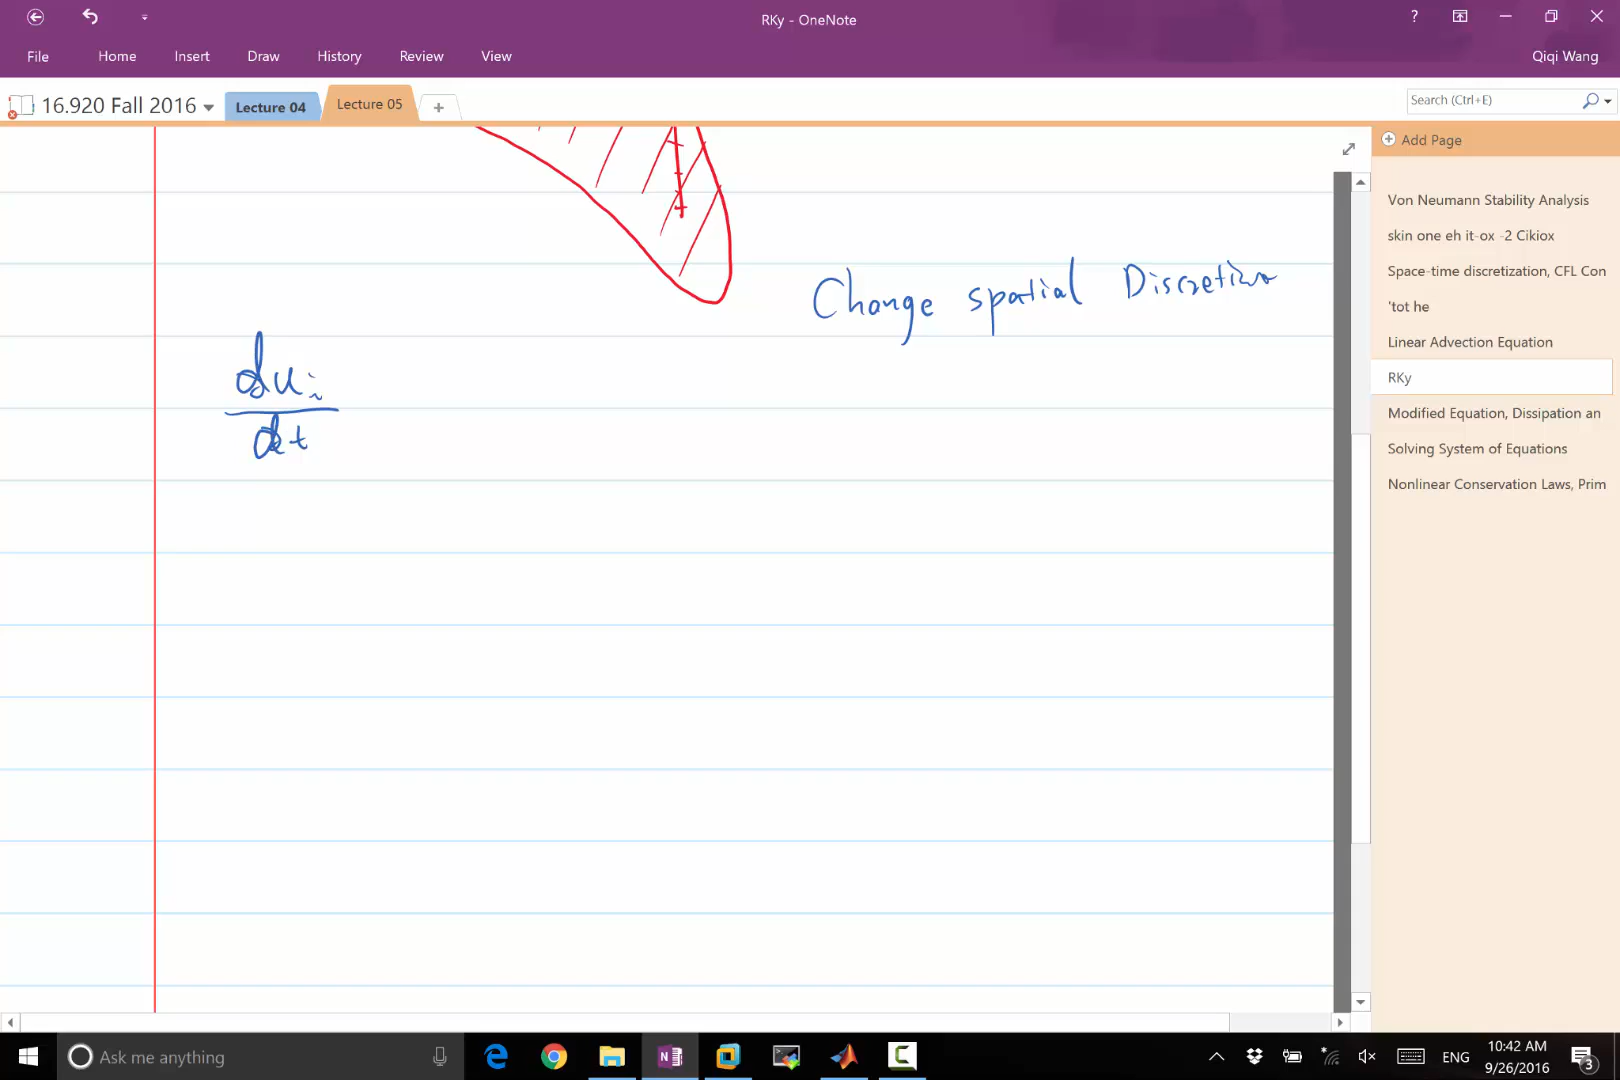 RKy - OneNote
?
File Home Insert Draw History Review View
Qiqi Wang
16.920 Fall 2016 Lecture 04 Lecture 05 +
Search (Ctrl+E)
Add Page
Von Neumann Stability Analysis
skin one eh it-ox -2 Cikiox
Space-time discretization, CFL Con
'tot he
Linear Advection Equation
RKy
Modified Equation, Dissipation an
Solving System of Equations
Nonlinear Conservation Laws, Prim
Change spatial
du_i
dt
Ask me anything
ENG
10:42 AM
9/26/2016
3